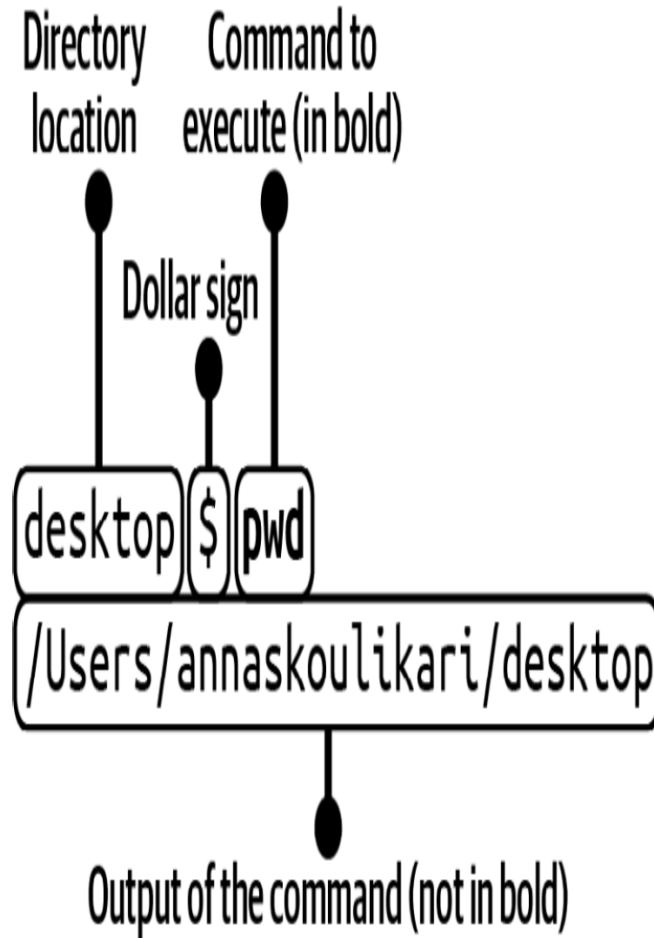 Directory
location
Command to
execute (in bold)
Dollar sign
desktop $ pwd
/Users/annaskoulikari/desktop
Output of the command (not in bold)